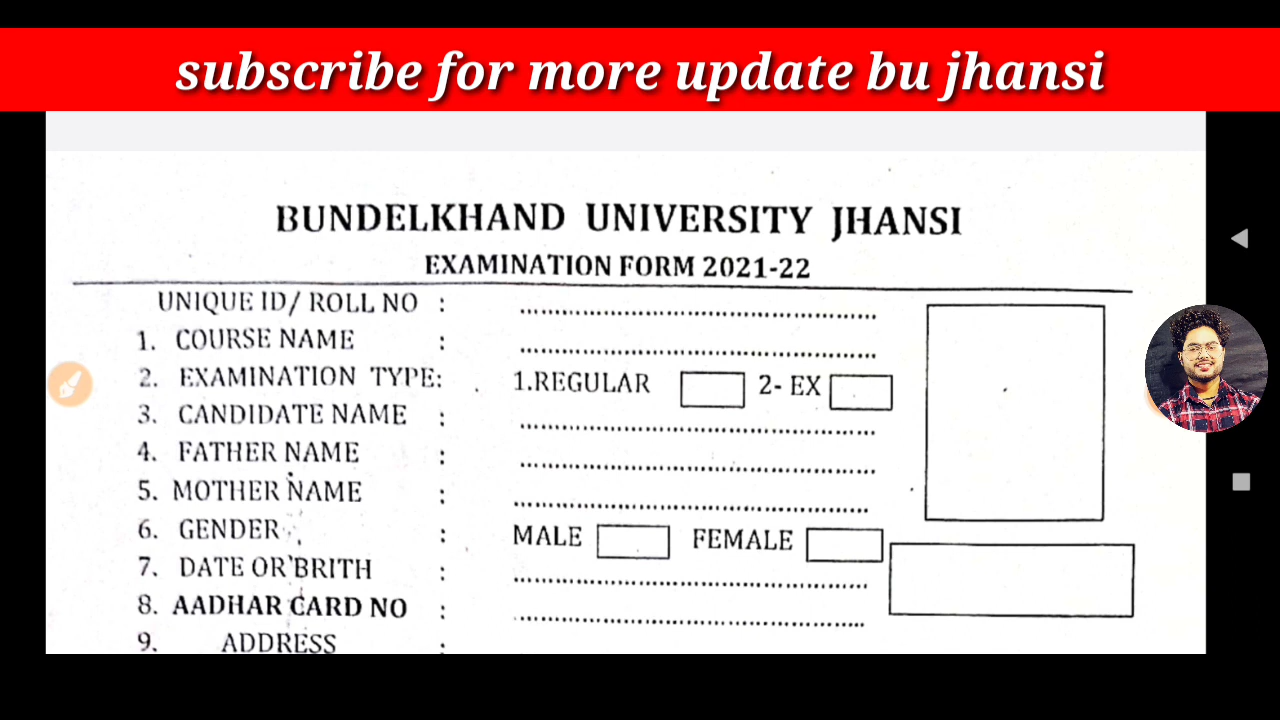 subscribe for more update bu jhansi
BUNDELKHAND UNIVERSITY JHANSI
EXAMINATION FORM 2021-22
UNIQUE ID/ ROLL NO : ........................................................
1. COURSE NAME : ........................................................
2. EXAMINATION TYPE: 1.REGULAR 2- EX
3. CANDIDATE NAME : ........................................................
4. FATHER NAME : ........................................................
5. MOTHER NAME : ........................................................
6. GENDER : MALE FEMALE
7. DATE OR BRITH : ........................................................
8. AADHAR CARD NO : ........................................................
9. ADDRESS :